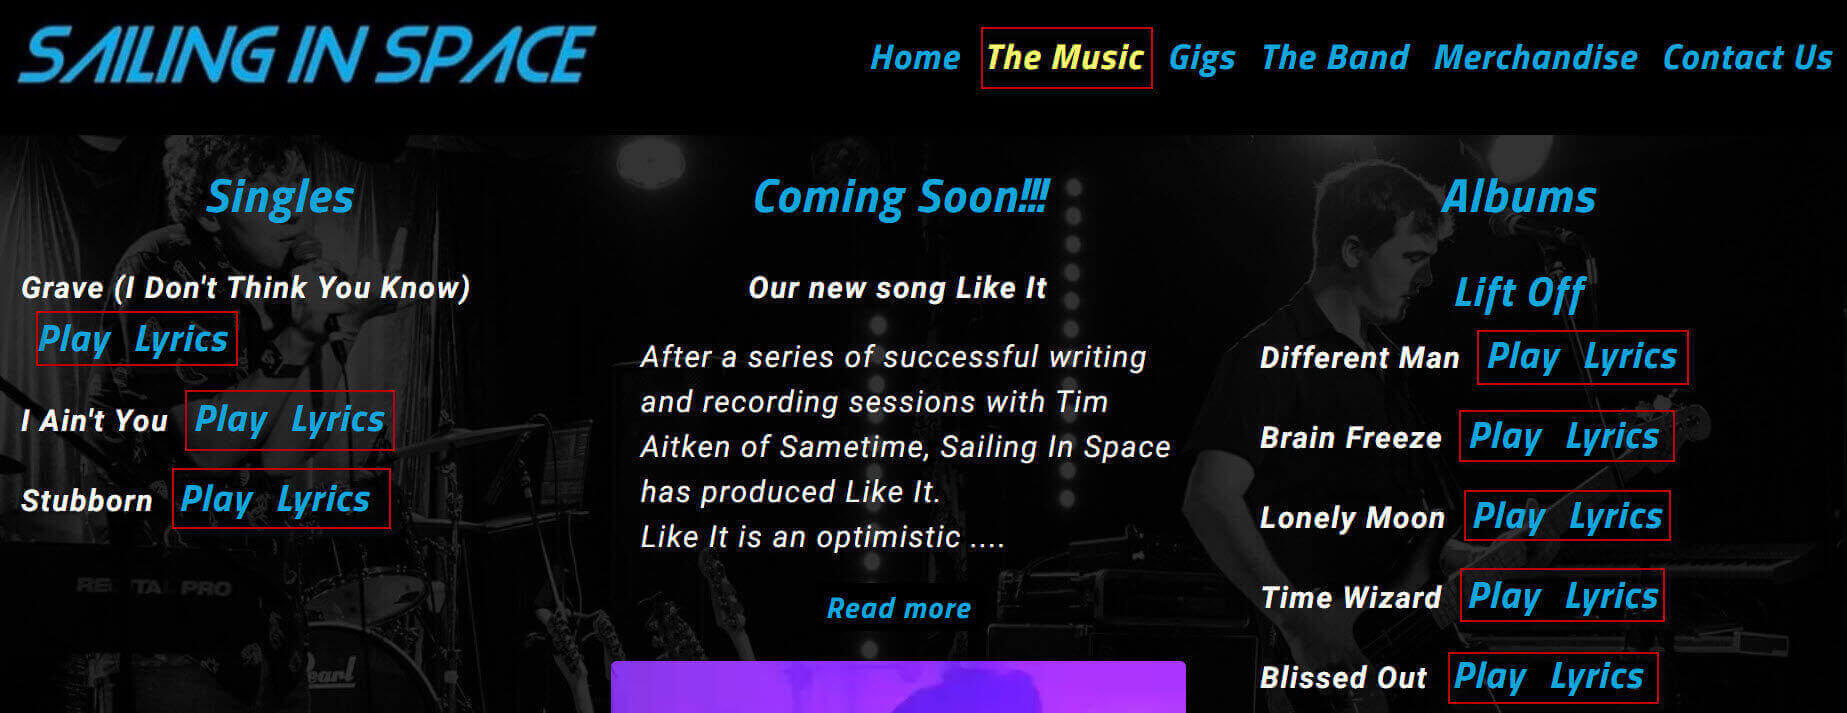 SAILING IN SPACE
Home The Music Gigs The Band Merchandise Contact Us
Singles
Grave (I Don't Think You Know)
Play Lyrics
I Ain't You Play Lyrics
Stubborn Play Lyrics
Coming Soon!!!
Our new song Like It
After a series of successful writing
and recording sessions with Tim
Aitken of Sametime, Sailing In Space
has produced Like It.
Like It is an optimistic ....
Read more
Albums
Lift Off
Different Man Play Lyrics
Brain Freeze Play Lyrics
Lonely Moon Play Lyrics
Time Wizard Play Lyrics
Blissed Out Play Lyrics
PRO
Pearl